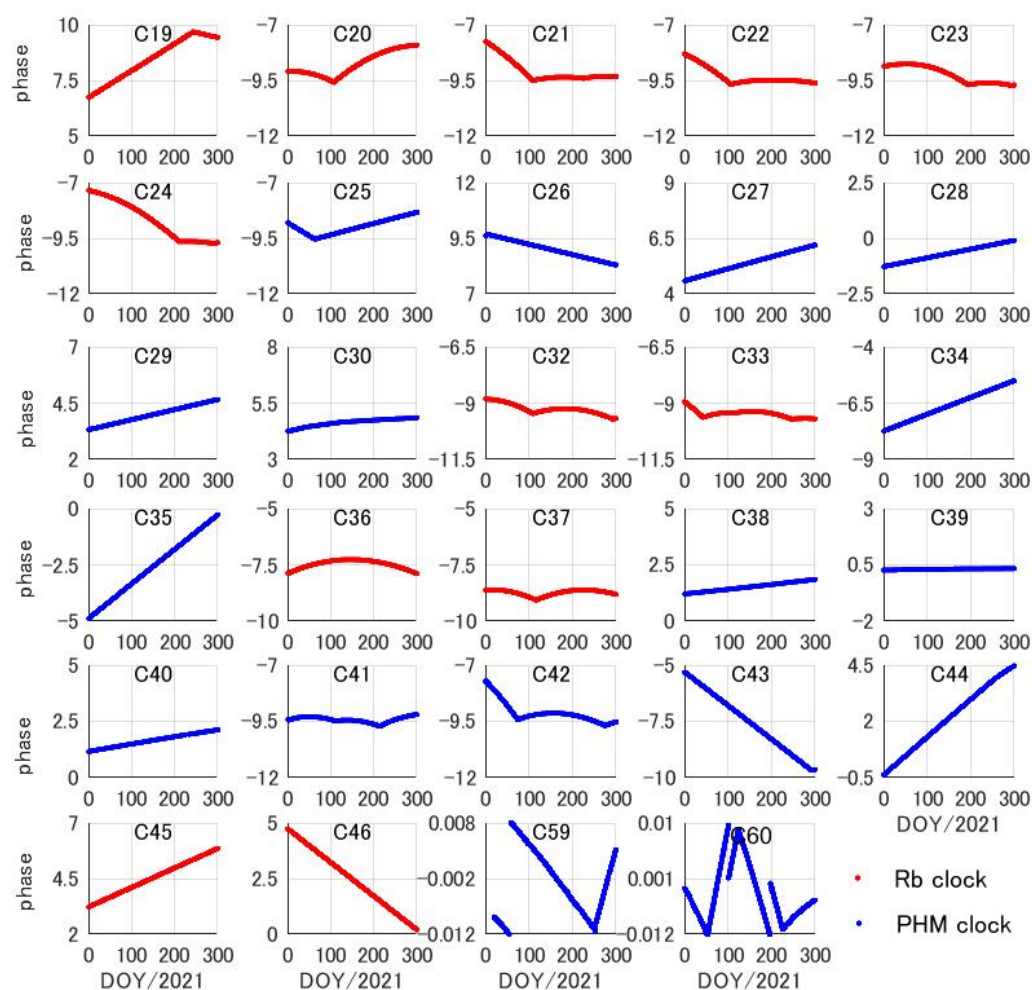 C19 C20 C21 C22 C23
phase
10 -7 -7 -7 -7
7.5 -9.5 -9.5 -9.5 -9.5
5 -12 -12 -12 -12
0 100 200 300 0 100 200 300 0 100 200 300 0 100 200 300 0 100 200 300
C24 C25 C26 C27 C28
phase
-7 -7 12 9 2.5
-9.5 -9.5 9.5 6.5 0
-12 -12 7 4 -2.5
0 100 200 300 0 100 200 300 0 100 200 300 0 100 200 300 0 100 200 300
C29 C30 C32 C33 C34
phase
7 8 -6.5 -6.5 -4
4.5 5.5 -9 -9 -6.5
2 3 -11.5 -11.5 -9
0 100 200 300 0 100 200 300 0 100 200 300 0 100 200 300 0 100 200 300
C35 C36 C37 C38 C39
phase
0 -5 -5 5 3
-2.5 -7.5 -7.5 2.5 0.5
-5 -10 -10 0 -2
0 100 200 300 0 100 200 300 0 100 200 300 0 100 200 300 0 100 200 300
C40 C41 C42 C43 C44
phase
5 -7 -7 -5 4.5
2.5 -9.5 -9.5 -7.5 2
0 -12 -12 -10 -0.5
0 100 200 300 0 100 200 300 0 100 200 300 0 100 200 300 0 100 200 300
DOY/2021
C45 C46 C59 C60
phase
7 5 0.008 0.01
4.5 2.5 -0.002 0.001
2 0 -0.012 -0.012
0 100 200 300 0 100 200 300 0 100 200 300 0 100 200 300
DOY/2021 DOY/2021 DOY/2021 DOY/2021
Rb clock
PHM clock